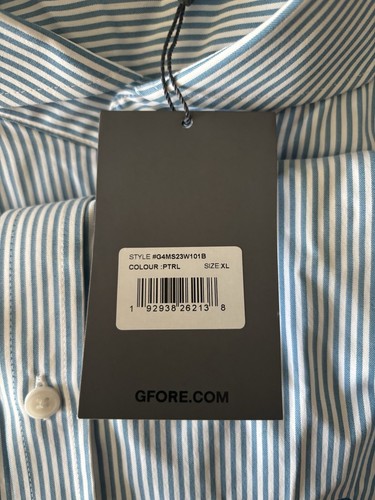 STYLE #G4MS23W101B
COLOUR :PTRL SIZE:XL
1 92938 26213 8
GFORE.COM